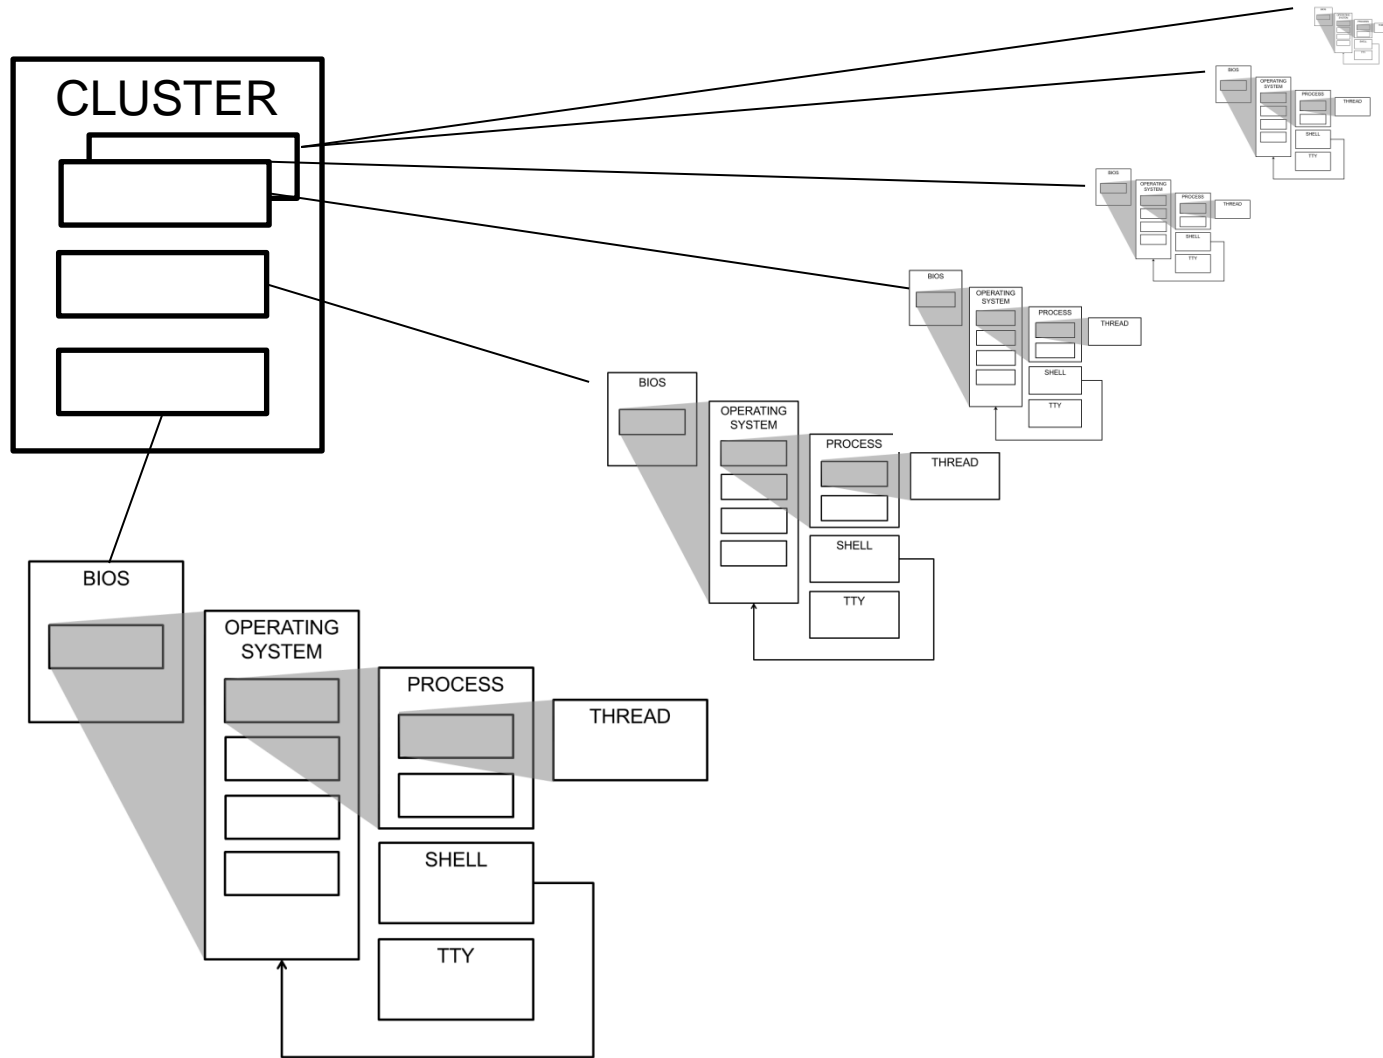 CLUSTER
BIOS
OPERATING
SYSTEM
PROCESS
THREAD
SHELL
TTY
BIOS
OPERATING
SYSTEM
PROCESS
THREAD
SHELL
TTY
BIOS
OPERATING
SYSTEM
PROCESS
THREAD
SHELL
TTY
BIOS
OPERATING
SYSTEM
PROCESS
THREAD
SHELL
TTY
BIOS
OPERATING
SYSTEM
PROCESS
THREAD
SHELL
TTY